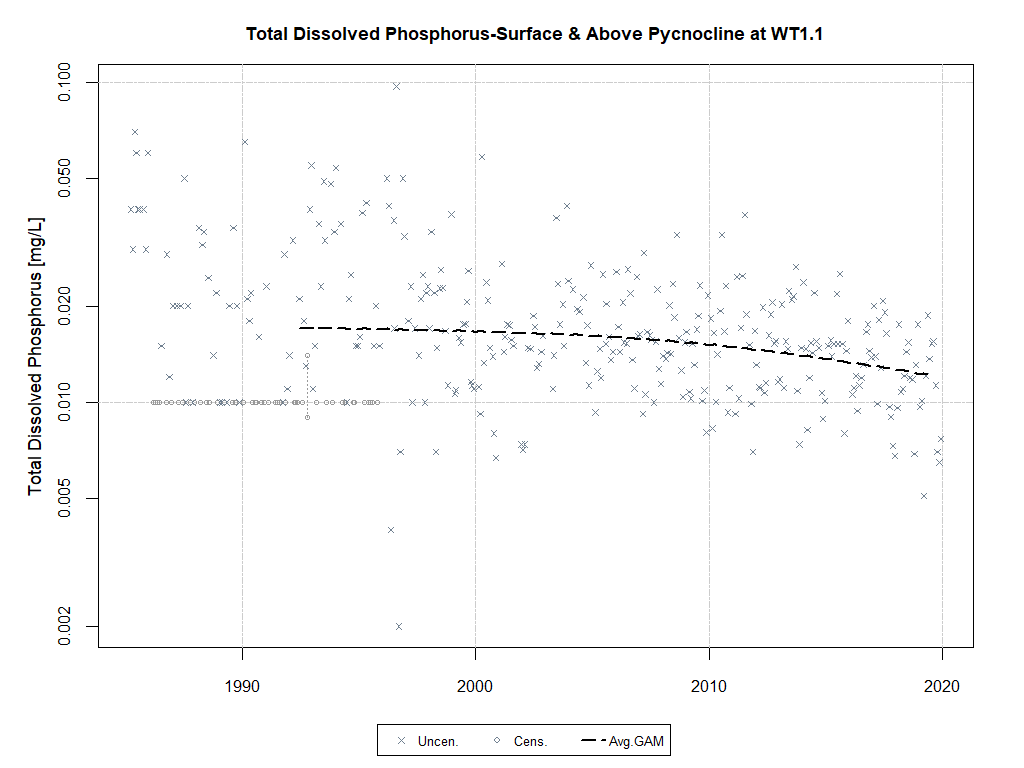 Total Dissolved Phosphorus-Surface & Above Pycnocline at WT1.1
Total Dissolved Phosphorus [mg/L]
0.100
0.050
0.020
0.010
0.005
0.002
1990 2000 2010 2020
Uncen. Cens. Avg.GAM